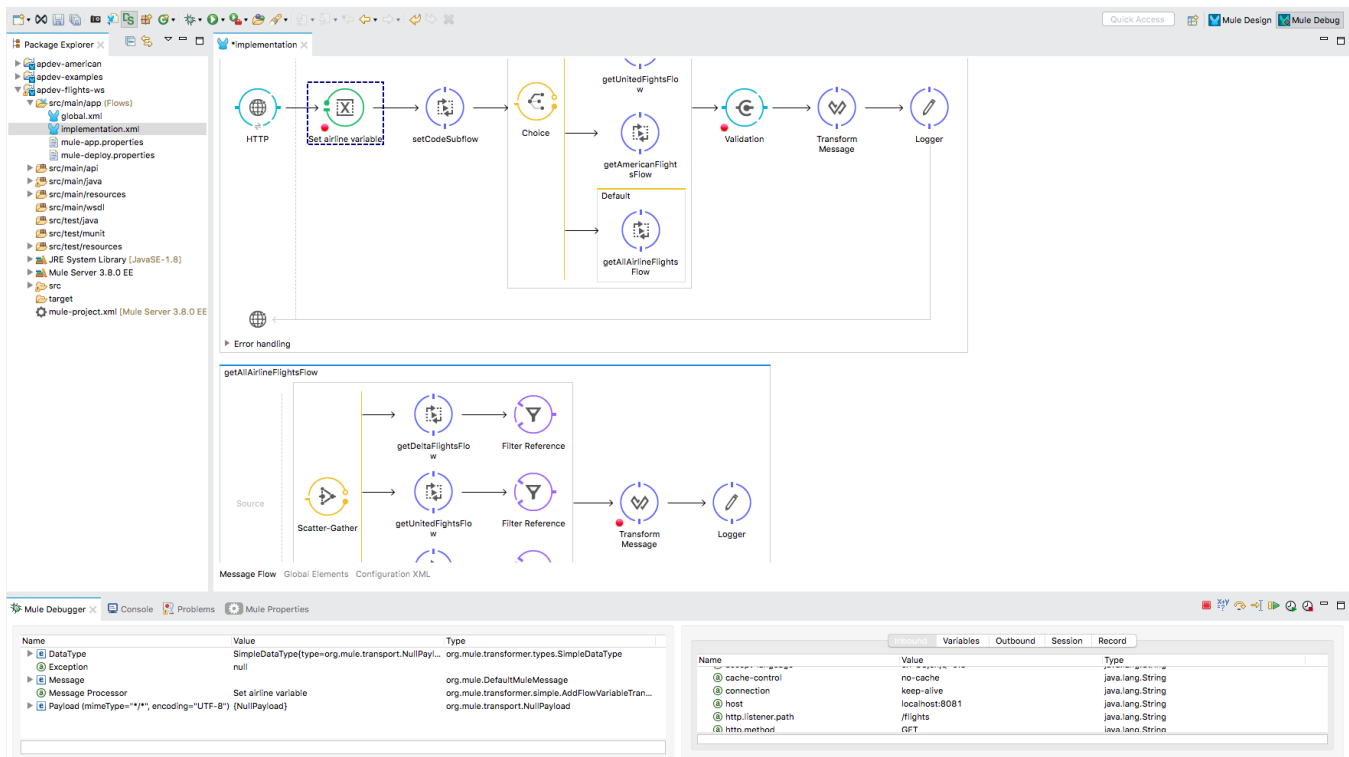 Quick Access
Mule Design
Mule Debug
Package Explorer
*implementation
apdev-american
apdev-examples
apdev-flights-ws
src/main/app (Flows)
global.xml
implementation.xml
mule-app.properties
mule-deploy.properties
src/main/api
src/main/java
src/main/resources
src/main/wsdl
src/test/java
src/test/munit
src/test/resources
JRE System Library [JavaSE-1.8]
Mule Server 3.8.0 EE
src
target
mule-project.xml [Mule Server 3.8.0 EE
HTTP
Set airline variable
setCodeSubflow
Choice
getUnitedFightsFlo
w
getAmericanFlight
sFlow
Default
getAllAirlineFlights
Flow
Validation
Transform
Message
Logger
Error handling
getAllAirlineFlightsFlow
Source
Scatter-Gather
getDeltaFlightsFlo
w
Filter Reference
getUnitedFightsFlo
w
Filter Reference
Transform
Message
Logger
Message Flow
Global Elements
Configuration XML
Mule Debugger
Console
Problems
Mule Properties
Name Value Type
DataType SimpleDataType{type=org.mule.transport.NullPayl... org.mule.transformer.types.SimpleDataType
Exception null
Message org.mule.DefaultMuleMessage
Message Processor Set airline variable org.mule.transformer.simple.AddFlowVariableTran...
Payload (mimeType="*/*", encoding="UTF-8") {NullPayload} org.mule.transport.NullPayload
Inbound Variables Outbound Session Record
Name Value Type
cache-control no-cache java.lang.String
connection keep-alive java.lang.String
host localhost:8081 java.lang.String
http.listener.path /flights java.lang.String
http.method GET java.lang.String